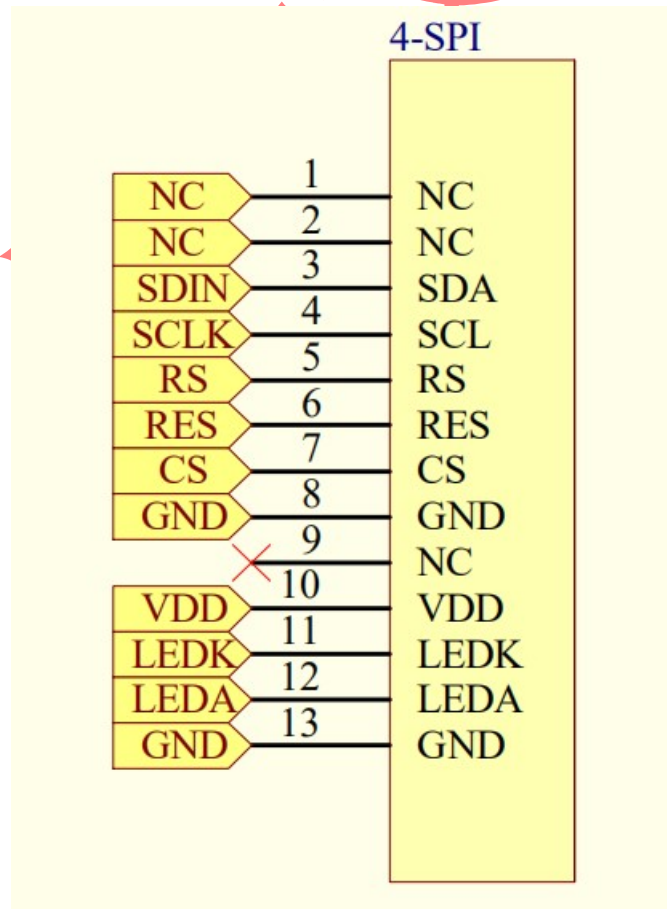 4-SPI
NC 1 NC
NC 2 NC
SDIN 3 SDA
SCLK 4 SCL
RS 5 RS
RES 6 RES
CS 7 CS
GND 8 GND
9 NC
VDD 10 VDD
LEDK 11 LEDK
LEDA 12 LEDA
GND 13 GND